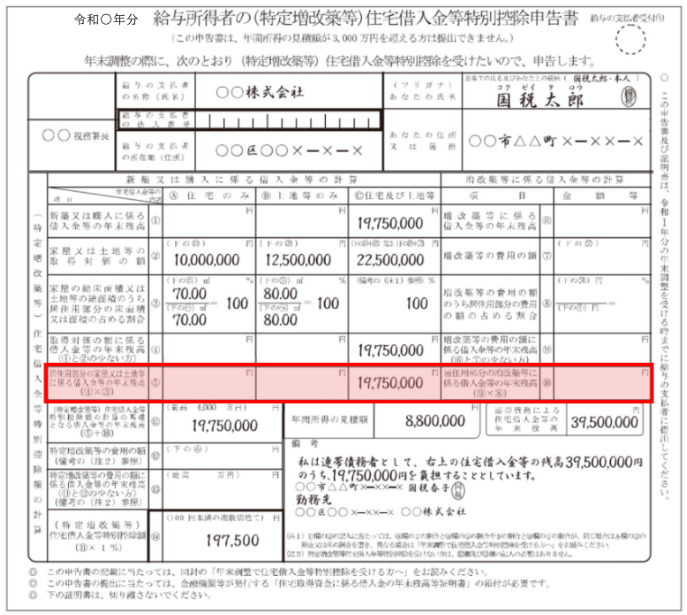 令和〇年分 給与所得者の(特定増改築等)住宅借入金等特別控除申告書
給与の支払者受付印
(この申告書は、年間所得の見積額が3,000万円を超える方は提出できません。)
年末調整の際に、次のとおり(特定増改築等)住宅借入金等特別控除を受けたいので、申告します。
〇〇税務署長
給与の支払者の名称(氏名)
〇〇株式会社
給与の支払者の法人番号
給与の支払者の所在地(住所)
〇〇区〇〇×-×-×
(フリガナ)
あなたの氏名
国税太郎・本人
コクゼイタロウ
国税太郎
あなたの住所又は居所
〇〇市△△町×-××-×
新築又は購入に係る借入金等の計算
増改築等に係る借入金等の計算
項目
住宅借入金等の内訳
Ⓐ住宅のみ
Ⓑ土地等のみ
Ⓒ住宅及び土地等
項目
金額等
新築又は購入に係る借入金等の年末残高 ①
円
円
19,750,000 円
増改築等に係る借入金等の年末残高 ⑥
円
家屋又は土地等の取得対価の額 ②
10,000,000
12,500,000
22,500,000
増改築等の費用の額 ⑦
家屋の総床面積又は土地等の総面積のうち居住用部分の床面積又は面積の占める割合 ③
70.00
70.00
= 100 %
80.00
80.00
= 100 %
%
増改築等の費用の額のうち居住用部分の費用の額の占める割合 ⑧
= %
取得対価の額に係る借入金等の年末残高(①と②の少ない方) ④
19,750,000 円
増改築等の費用の額に係る借入金等の年末残高(⑥と⑦の少ない方) ⑨
円
居住用部分の家屋又は土地等に係る借入金等の年末残高(④×③) ⑤
19,750,000 円
居住用部分の増改築等に係る借入金等の年末残高(⑨×⑧) ⑩
円
(特定増改築等)住宅借入金等特別控除額の計算の基礎となる借入金等の年末残高(⑤+⑩) ⑪
(最高 4,000 万円)
19,750,000
年間所得の見積額
8,800,000 円
連帯債務による住宅借入金等の年末残高
39,500,000 円
特定増改築等の費用の額(備考の(注2)参照) ⑫
特定増改築等の費用の額に係る借入金等の年末残高(⑪と⑫の少ない方)(備考の(注2)参照) ⑬
(最高 万円)
円
(特定増改築等)住宅借入金等特別控除額(⑪×1%) ⑭
(100円未満の端数切捨て)
197,500 円
備考
私は連帯債務者として、右上の住宅借入金等の残高39,500,000円
のうち、19,750,000円を負担することとしています。
〇〇市△△町×-××-× 国税春子
勤務先
〇〇区〇〇×-××-× 〇〇株式会社
◎ この申告書の記載に当たっては、同封の「年末調整で住宅借入金等特別控除を受ける方へ」をお読みください。
◎ この申告書の提出に当たっては、金融機関等が発行する「住宅取得資金に係る借入金の年末残高等証明書」の添付が必要です。
◎ 下の証明書は、切り離さないでください。
(特定増改築等)住宅借入金等特別控除額の計算
○ この申告書及び証明書は、令和1年分の年末調整を受ける時までに給与の支払者に提出してください。